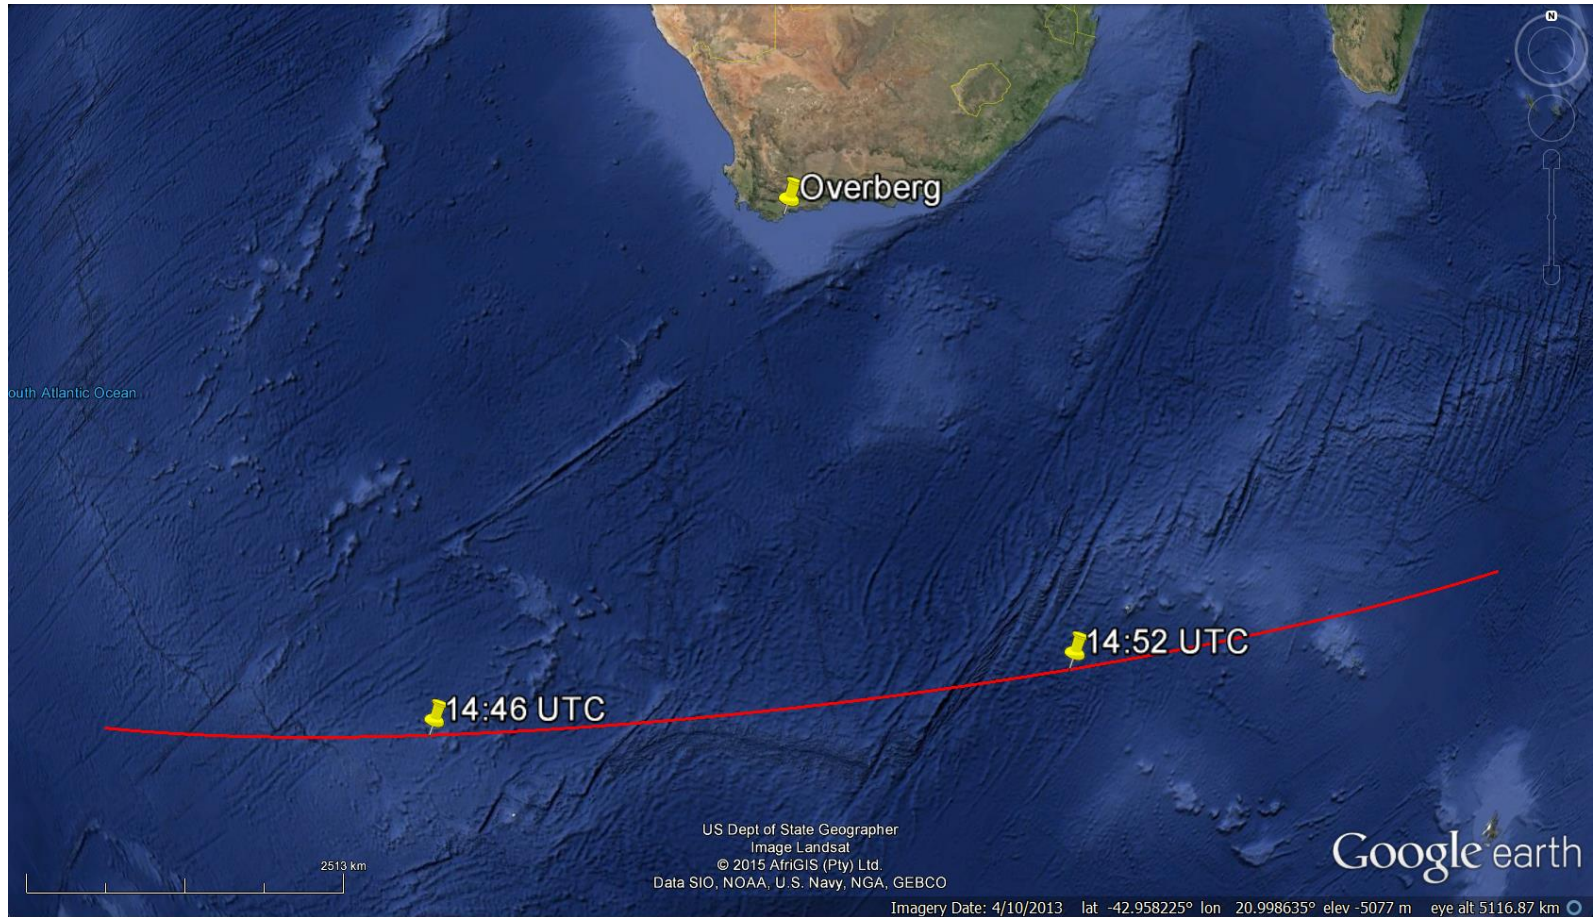 N
Overberg
outh Atlantic Ocean
14:52 UTC
14:46 UTC
US Dept of State Geographer
Image Landsat
© 2015 AfriGIS (Pty) Ltd.
Data SIO, NOAA, U.S. Navy, NGA, GEBCO
2513 km
Google earth
Imagery Date: 4/10/2013 lat -42.958225° lon 20.998635° elev -5077 m eye alt 5116.87 km